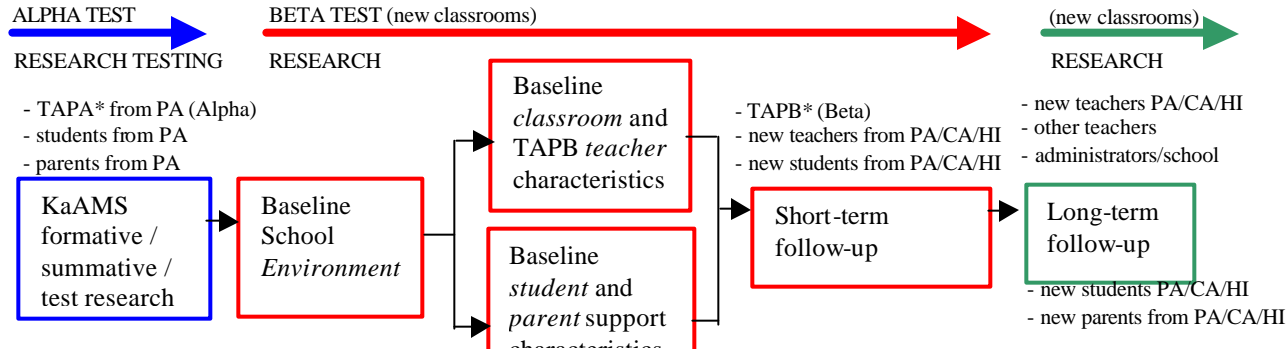 ALPHA TEST
RESEARCH TESTING
- TAPA* from PA (Alpha)
- students from PA
- parents from PA
KaAMS
formative /
summative /
test research
BETA TEST (new classrooms)
RESEARCH
Baseline
School
Environment
Baseline
classroom and
TAPB teacher
characteristics
Baseline
student and
parent support
characteristics
- TAPB* (Beta)
- new teachers from PA/CA/HI
- new students from PA/CA/HI
Short-term
follow-up
(new classrooms)
RESEARCH
- new teachers PA/CA/HI
- other teachers
- administrators/school
Long-term
follow-up
- new students PA/CA/HI
- new parents from PA/CA/HI